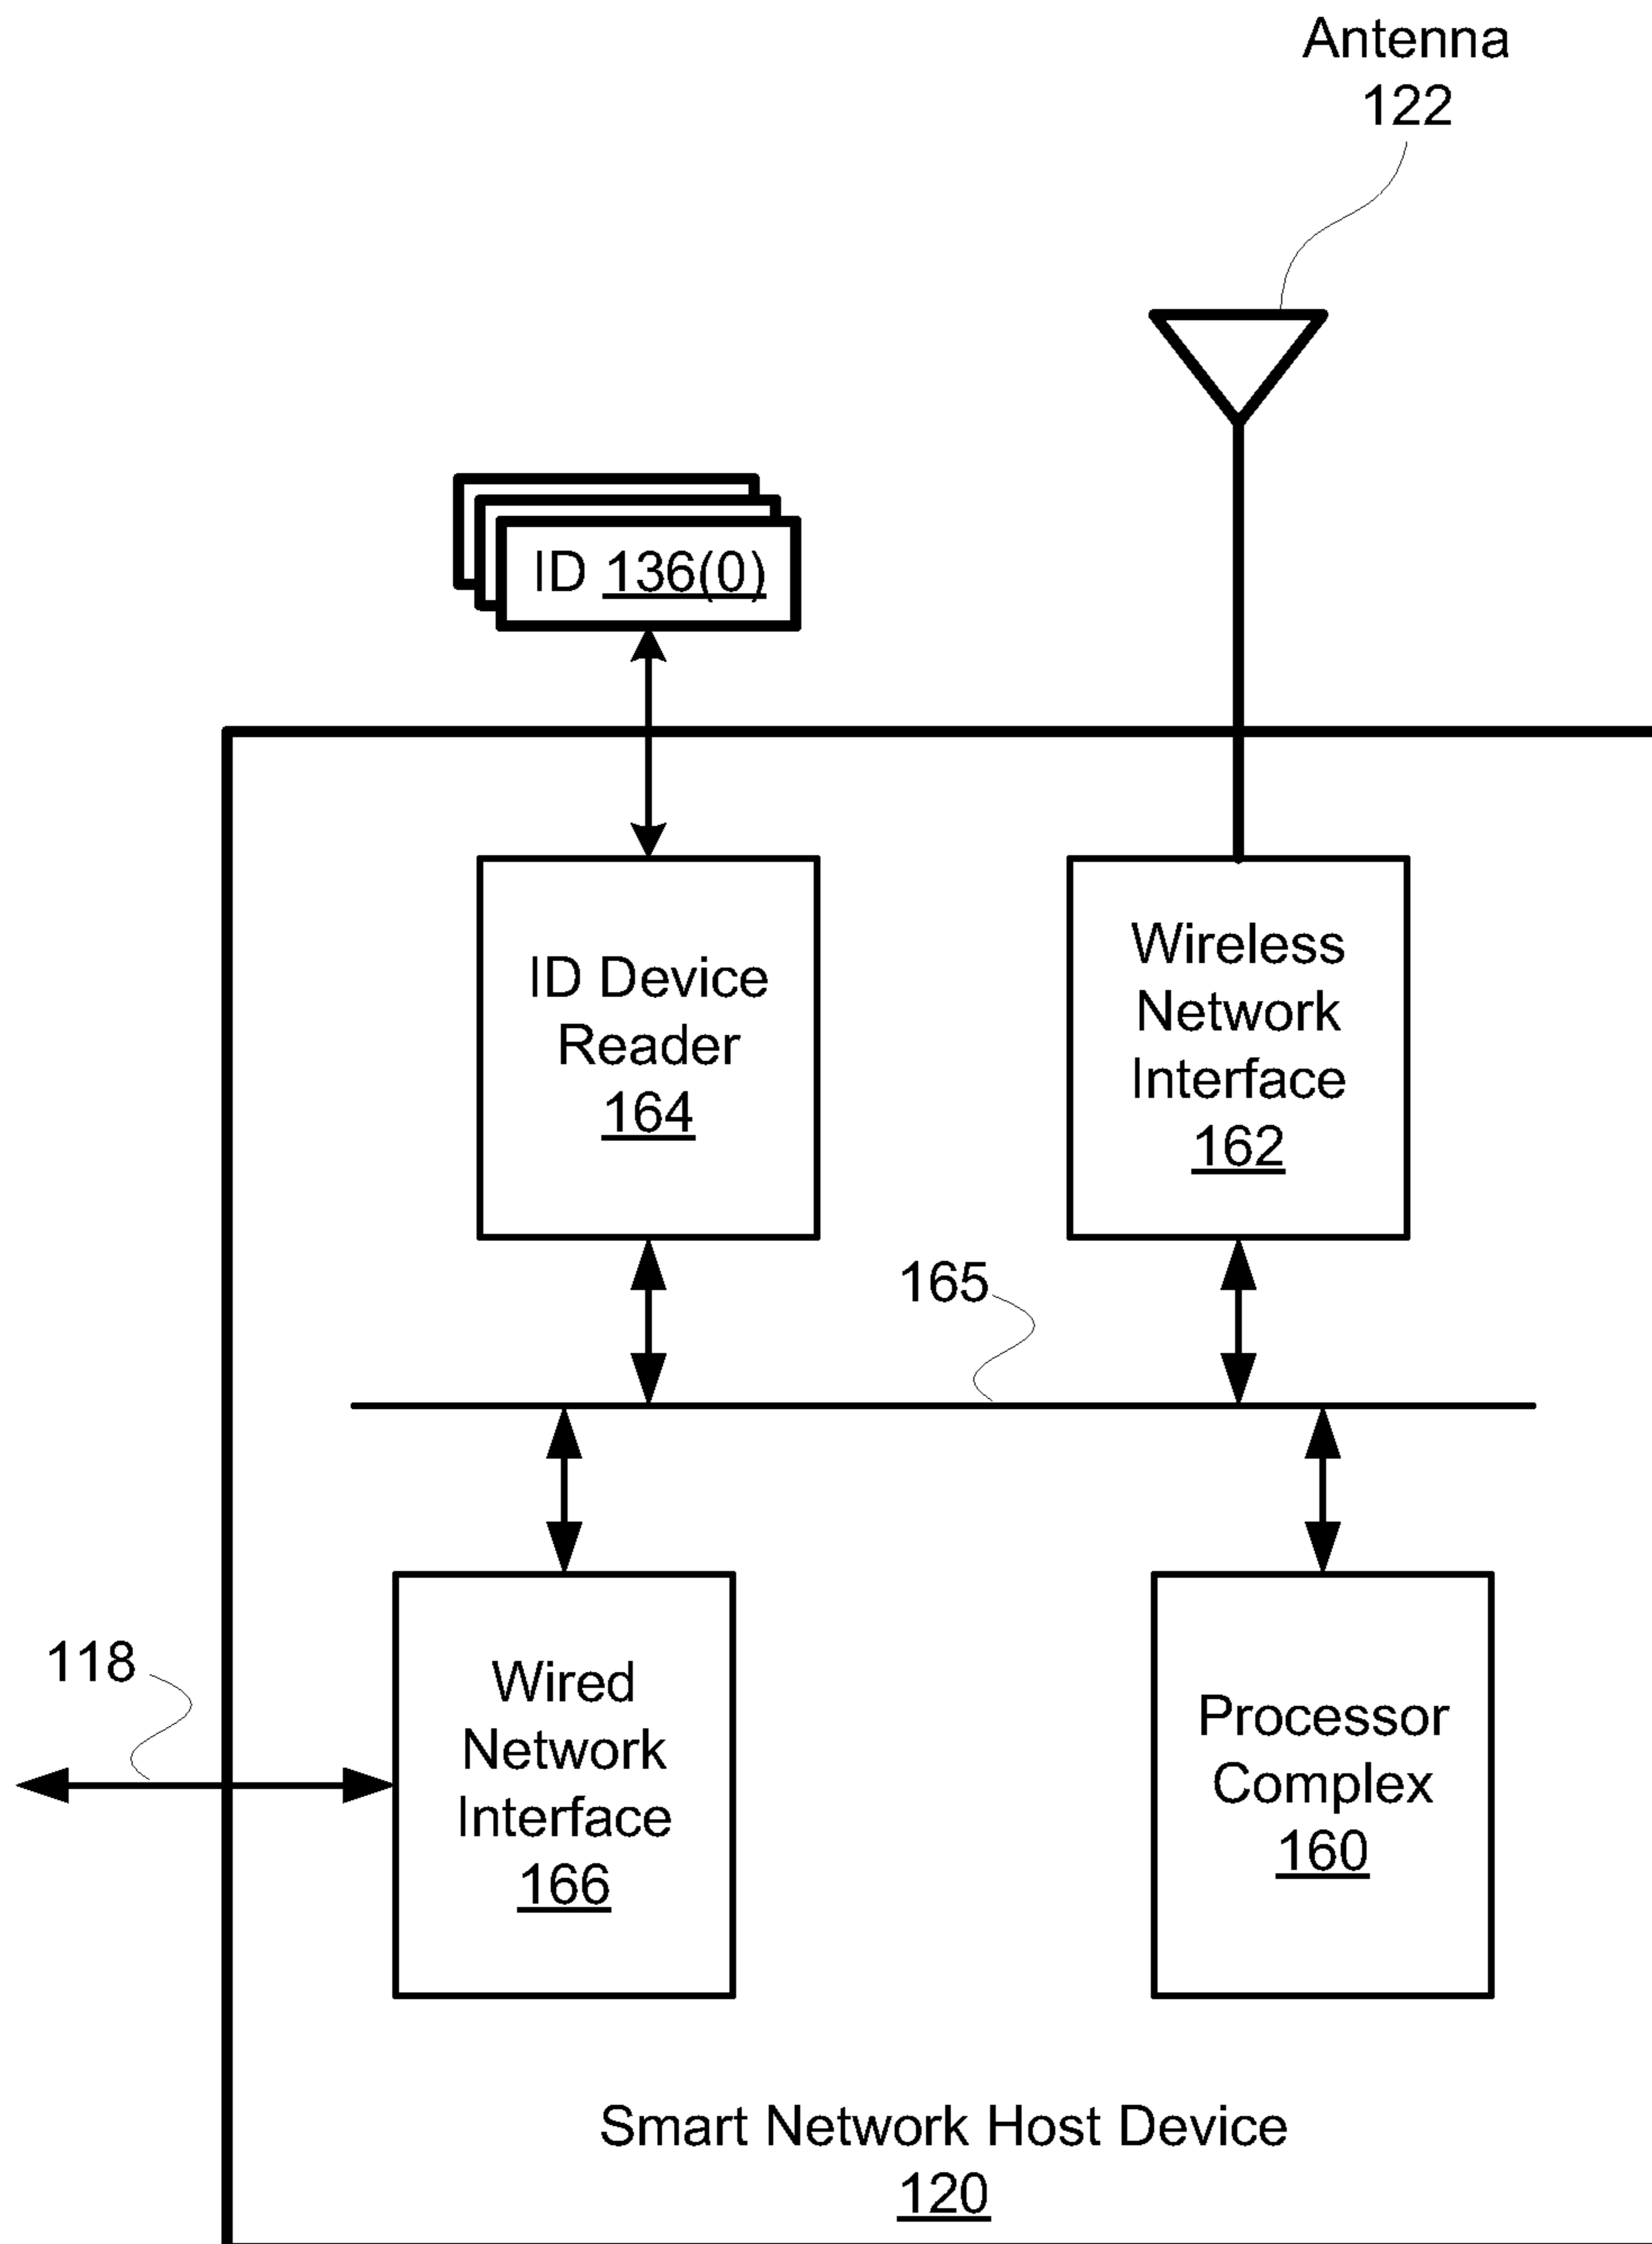 Antenna
122
ID 136(0)
ID Device
Reader
164
Wireless
Network
Interface
162
165
118
Wired
Network
Interface
166
Processor
Complex
160
Smart Network Host Device
120